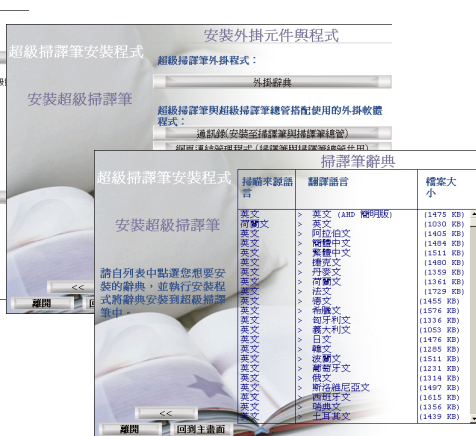 安裝外掛元件與程式
超級掃譯筆安裝程式
超級掃譯筆外掛程式：
外掛辭典
安裝超級掃譯筆
超級掃譯筆與超級掃譯筆總管搭配使用的外掛軟體
程式：
通訊錄(安裝至掃譯筆與掃譯筆總管)
<<
離開
掃譯筆辭典
超級掃譯筆安裝程式
掃瞄來源語言 翻譯語言 檔案大小
安裝超級掃譯筆
請自列表中點選您想要安
裝的辭典，並執行安裝程
式將辭典安裝到超級掃譯
筆中。
英文 > 英文 (AHD 簡明版) (1475 KB)
荷蘭文 > 英文 (1030 KB)
英文 > 阿拉伯文 (1405 KB)
英文 > 簡體中文 (1484 KB)
英文 > 繁體中文 (1511 KB)
英文 > 捷克文 (1480 KB)
英文 > 丹麥文 (1359 KB)
英文 > 荷蘭文 (1361 KB)
英文 > 法文 (1729 KB)
英文 > 德文 (1455 KB)
英文 > 希臘文 (1576 KB)
英文 > 匈牙利文 (1336 KB)
英文 > 義大利文 (1053 KB)
英文 > 日文 (1476 KB)
英文 > 韓文 (1285 KB)
英文 > 波蘭文 (1511 KB)
英文 > 葡萄牙文 (1231 KB)
英文 > 俄文 (1314 KB)
英文 > 斯洛維尼亞文 (1497 KB)
英文 > 西班牙文 (1615 KB)
英文 > 瑞典文 (1356 KB)
英文 > 土耳其文 (1439 KB)
<<
離開 回到主畫面